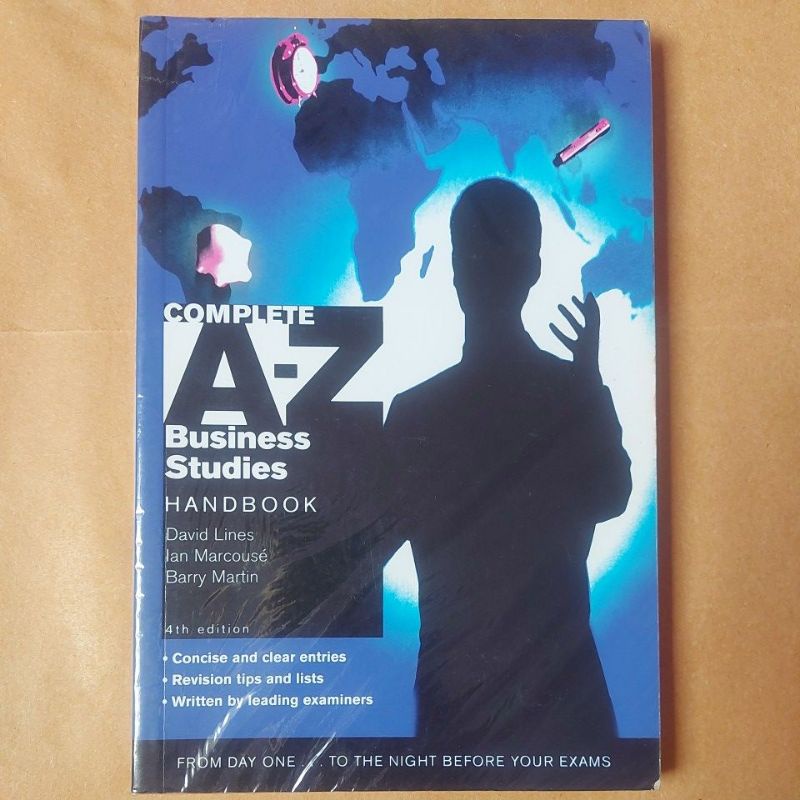 COMPLETE
A-Z
Business
Studies
HANDBOOK
David Lines
Ian Marcousé
Barry Martin
4th edition
• Concise and clear entries
• Revision tips and lists
• Written by leading examiners
FROM DAY ONE . . . TO THE NIGHT BEFORE YOUR EXAMS